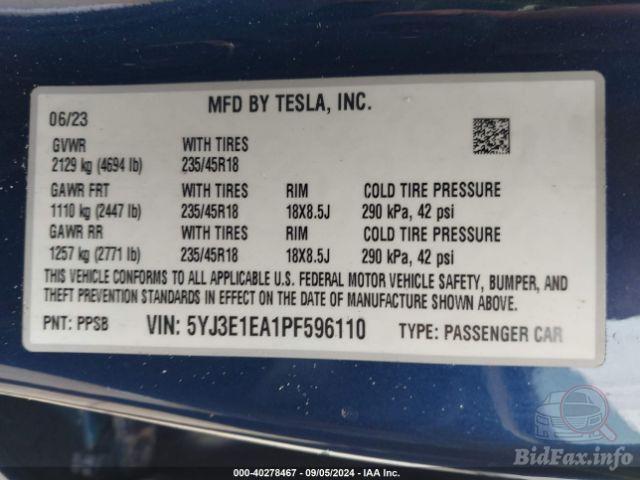 MFD BY TESLA, INC.
06/23
GVWR WITH TIRES
2129 kg (4694 lb) 235/45R18
GAWR FRT WITH TIRES RIM COLD TIRE PRESSURE
1110 kg (2447 lb) 235/45R18 18X8.5J 290 kPa, 42 psi
GAWR RR WITH TIRES RIM COLD TIRE PRESSURE
1257 kg (2771 lb) 235/45R18 18X8.5J 290 kPa, 42 psi
THIS VEHICLE CONFORMS TO ALL APPLICABLE U.S. FEDERAL MOTOR VEHICLE SAFETY, BUMPER, AND
THEFT PREVENTION STANDARDS IN EFFECT ON THE DATE OF MANUFACTURE SHOWN ABOVE.
PNT: PPSB VIN: 5YJ3E1EA1PF596110 TYPE: PASSENGER CAR
BidFax.info
000-40278467 - 09/05/2024 - IAA Inc.